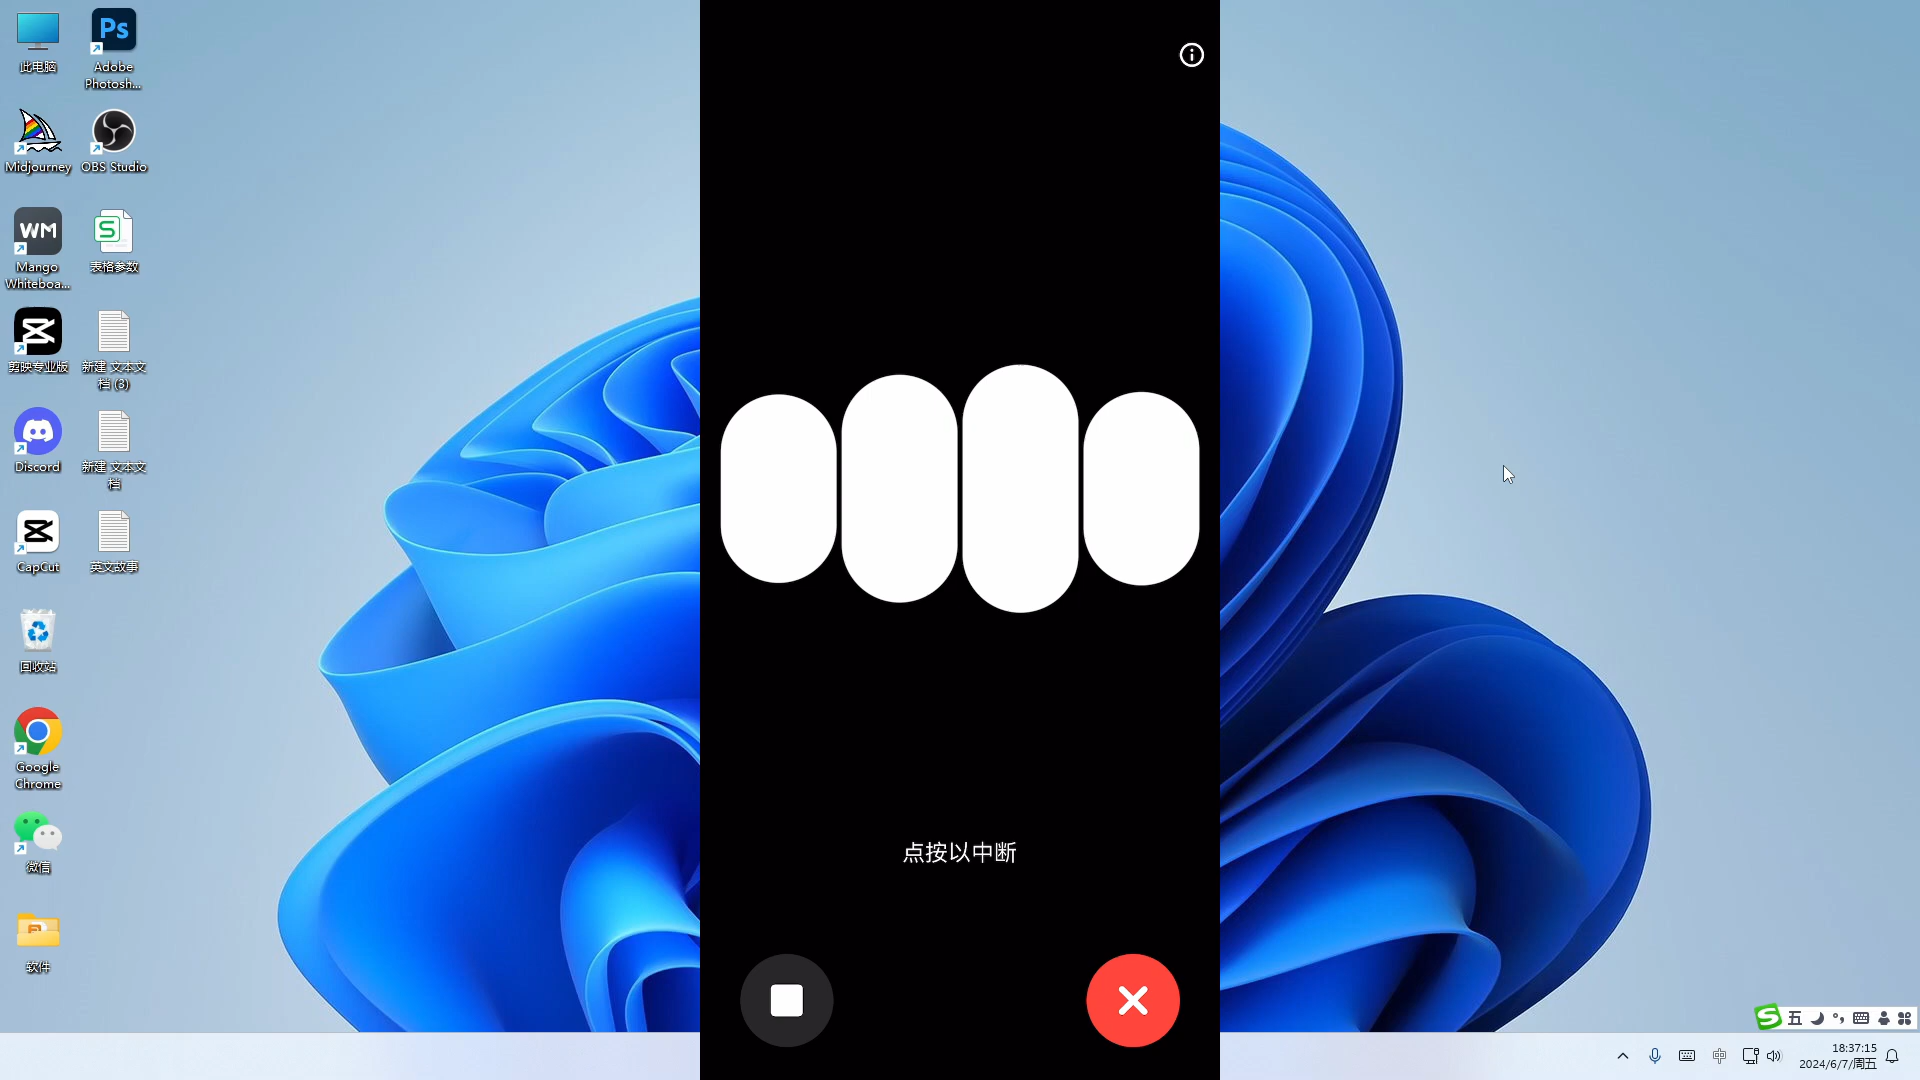 此电脑
Ps
Adobe
Photosh...
Midjourney
OBS Studio
WM
Mango
Whiteboa...
S
表格参数
剪映专业版
新建 文本文
档 (3)
Discord
新建 文本文
档
CapCut
英文故事
回收站
Google
Chrome
微信
软件
点按以中断
S 五
中
18:37:15
2024/6/7/周五